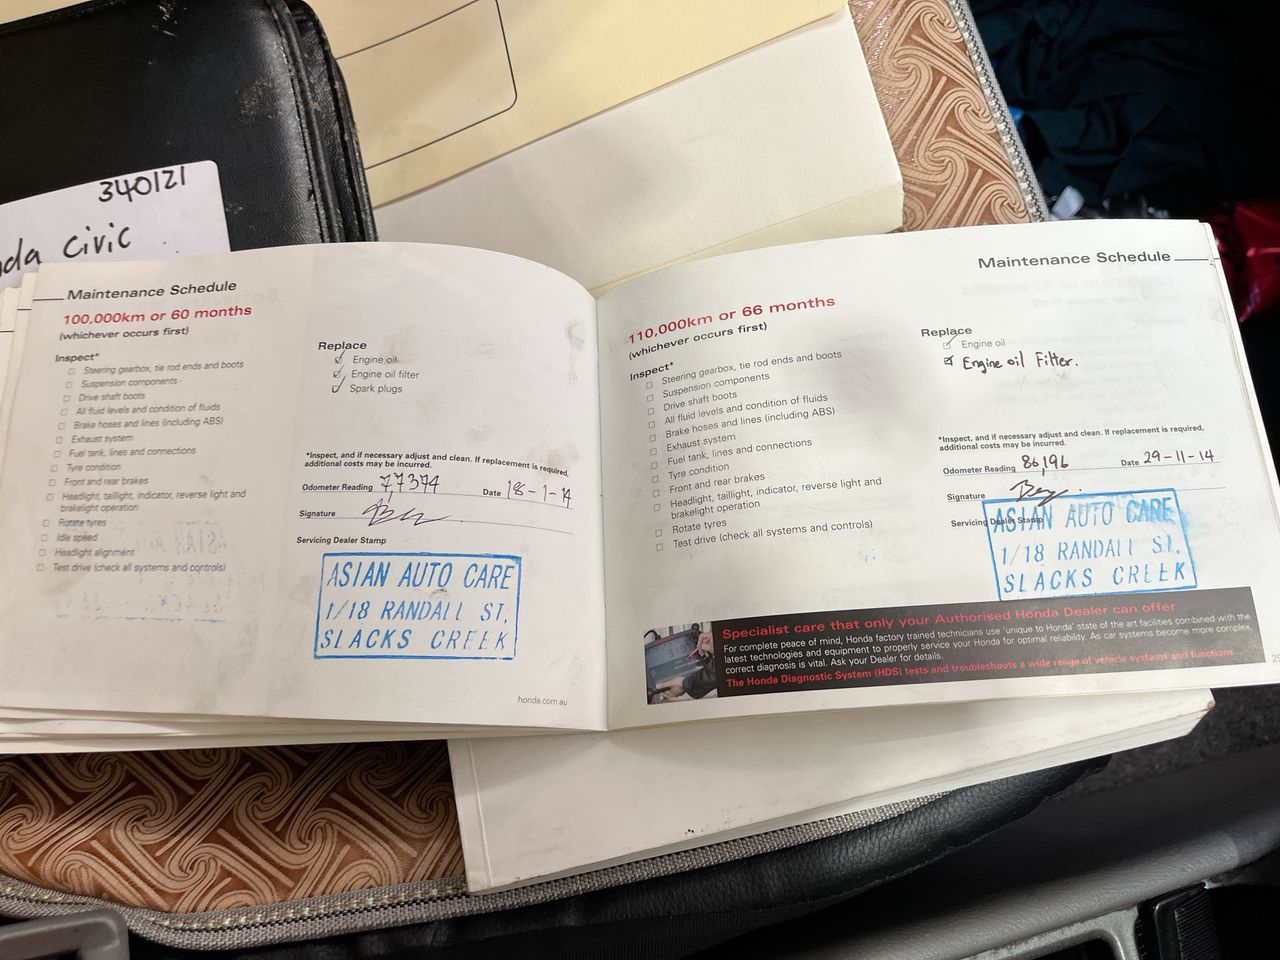 340121
nda Civic
Maintenance Schedule
100,000km or 60 months
(whichever occurs first)
Inspect*
Steering gearbox, tie rod ends and boots
Suspension components
Drive shaft boots
All fluid levels and condition of fluids
Brake hoses and lines (including ABS)
Exhaust system
Fuel tank, lines and connections
Tyre condition
Front and rear brakes
Headlight, taillight, indicator, reverse light and
brakelight operation
Rotate tyres
Idle speed
Headlight alignment
Test drive (check all systems and controls)
Replace
Engine oil
Engine oil filter
Spark plugs
*Inspect, and if necessary adjust and clean. If replacement is required,
additional costs may be incurred.
Odometer Reading 77374 Date 18-1-14
Signature
Servicing Dealer Stamp
ASIAN AUTO CARE
1/18 RANDALL ST,
SLACKS CREEK
honda.com.au
Maintenance Schedule
110,000km or 66 months
(whichever occurs first)
Inspect*
Steering gearbox, tie rod ends and boots
Suspension components
Drive shaft boots
All fluid levels and condition of fluids
Brake hoses and lines (including ABS)
Exhaust system
Fuel tank, lines and connections
Tyre condition
Front and rear brakes
Headlight, taillight, indicator, reverse light and
brakelight operation
Rotate tyres
Test drive (check all systems and controls)
Replace
Engine oil
Engine oil Filter.
*Inspect, and if necessary adjust and clean. If replacement is required,
additional costs may be incurred.
Odometer Reading 86,196 Date 29-11-14
Signature
Servicing Dealer Stamp
ASIAN AUTO CARE
1/18 RANDALL ST,
SLACKS CREEK
Specialist care that only your Authorised Honda Dealer can offer
For complete peace of mind, Honda factory trained technicians use 'unique to Honda' state of the art facilities combined with the
latest technologies and equipment to properly service your Honda for optimal reliability. As car systems become more complex,
correct diagnosis is vital. Ask your Dealer for details.
The Honda Diagnostic System (HDS) tests and troubleshoots a wide range of vehicle systems and functions